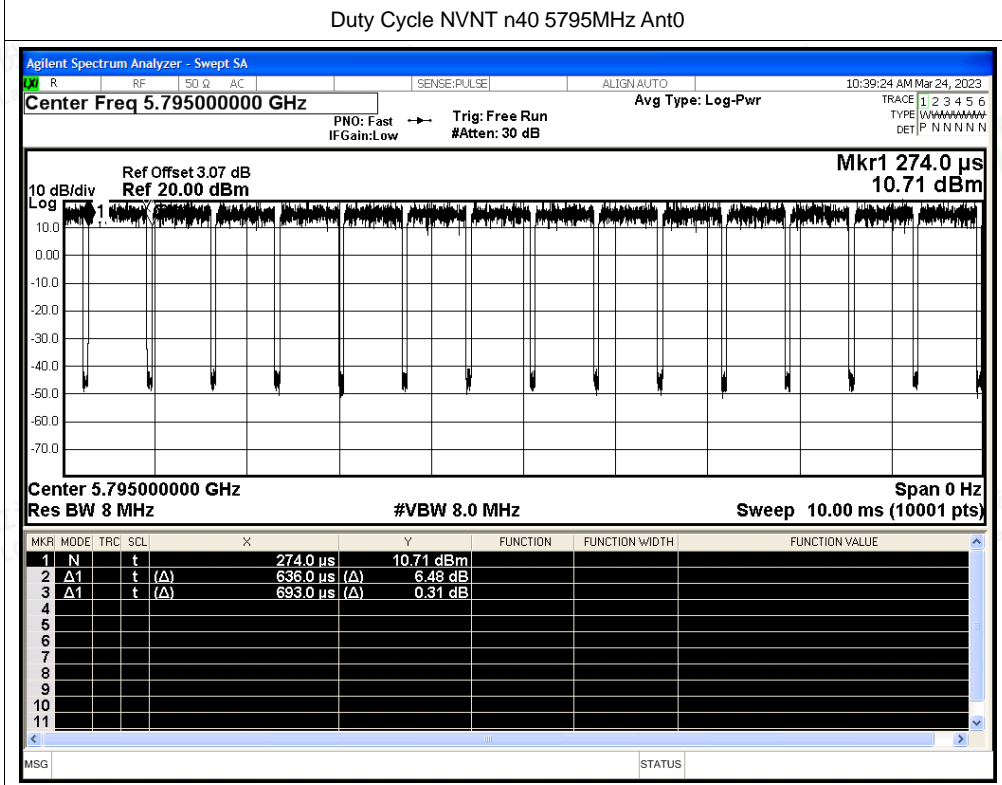 Duty Cycle NVNT n40 5795MHz Ant0
Agilent Spectrum Analyzer - Swept SA
LXI R RF 50 Ω AC SENSE:PULSE ALIGN AUTO 10:39:24 AM Mar 24, 2023
Center Freq 5.795000000 GHz Avg Type: Log-Pwr TRACE 1 2 3 4 5 6
PNO: Fast Trig: Free Run TYPE WWWWWW
IFGain:Low #Atten: 30 dB DET P N N N N N
Mkr1 274.0 µs
Ref Offset 3.07 dB
10 dB/div Ref 20.00 dBm 10.71 dBm
Log
1
10.0
0.00
-10.0
-20.0
-30.0
-40.0
-50.0
-60.0
-70.0
Center 5.795000000 GHz Span 0 Hz
Res BW 8 MHz #VBW 8.0 MHz Sweep 10.00 ms (10001 pts)
MKR MODE TRC SCL X Y FUNCTION FUNCTION WIDTH FUNCTION VALUE
1 N t 274.0 µs 10.71 dBm
2 Δ1 t (Δ) 636.0 µs (Δ) 6.48 dB
3 Δ1 t (Δ) 693.0 µs (Δ) 0.31 dB
4
5
6
7
8
9
10
11
MSG STATUS